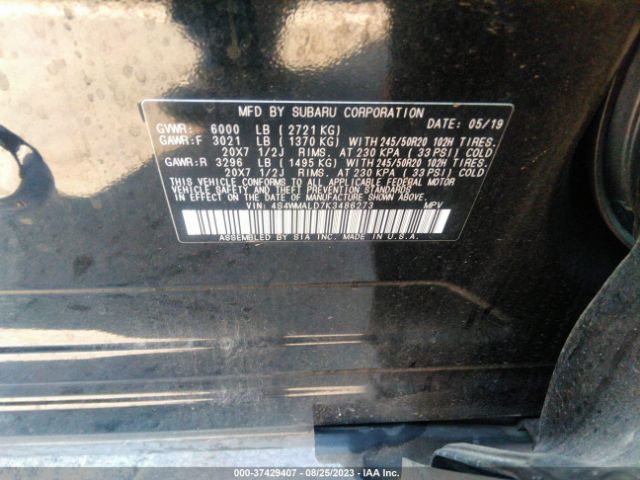 MFD BY SUBARU CORPORATION
GVWR: 6000 LB ( 2721 KG) DATE: 05/19
GAWR:F 3021 LB ( 1370 KG) WITH 245/50R20 102H TIRES.
20X7 1/2J RIMS. AT 230 KPA ( 33 PSI) COLD
GAWR:R 3296 LB ( 1495 KG) WITH 245/50R20 102H TIRES.
20X7 1/2J RIMS. AT 230 KPA ( 33 PSI) COLD
THIS VEHICLE CONFORMS TO ALL APPLICABLE FEDERAL MOTOR
VEHICLE SAFETY AND THEFT PREVENTION STANDARDS
IN EFFECT ON THE DATE OF MANUFACTURE SHOWN ABOVE.
VIN: 4S4WMALD7K3486273 MPV
ASSEMBLED BY SIA INC. MADE IN U.S.A.
000-37429407 - 08/25/2023 - IAA Inc.